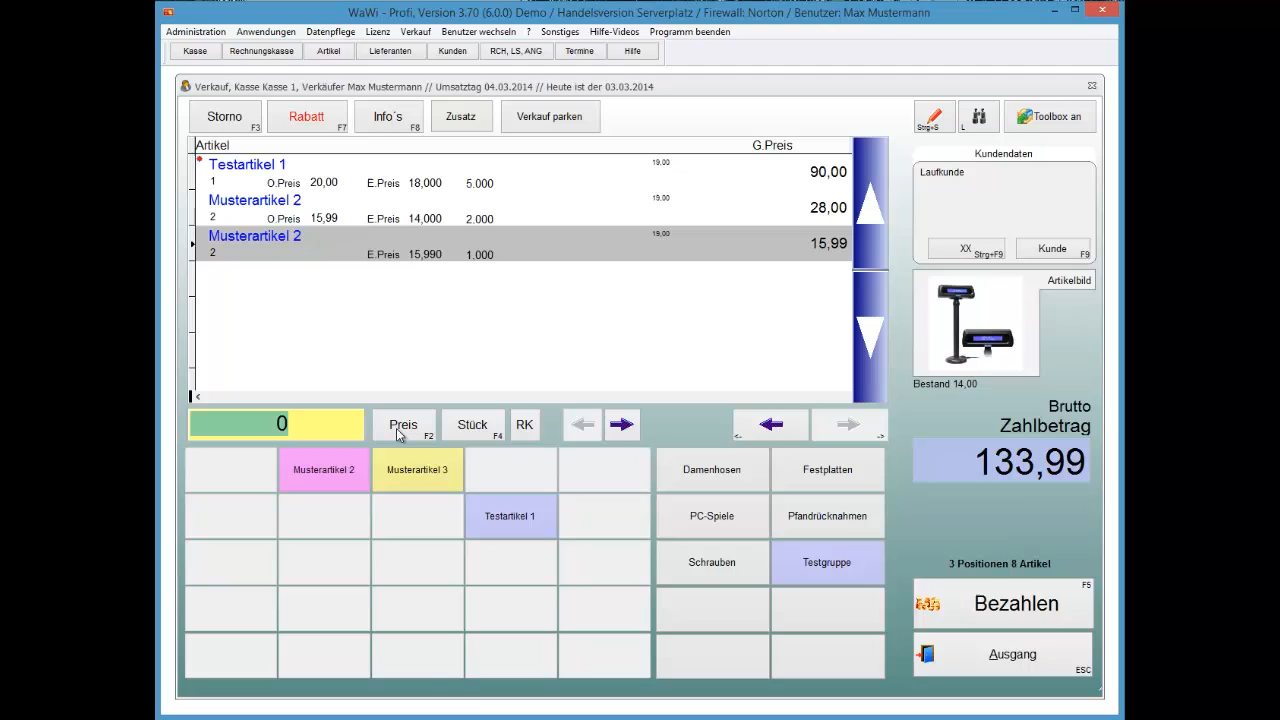 WaWi - Profi, Version 3.70 (6.0.0) Demo / Handelsversion Serverplatz / Firewall: Norton / Benutzer: Max Mustermann
Administration Anwendungen Datenpflege Lizenz Verkauf Benutzer wechseln ? Sonstiges Hilfe-Videos Programm beenden
Kasse Rechnungskasse Artikel Lieferanten Kunden RCH, LS, ANG Termine Hilfe
Verkauf, Kasse Kasse 1, Verkäufer Max Mustermann // Umsatztag 04.03.2014 // Heute ist der 03.03.2014
Storno F3 Rabatt F7 Info´s F8 Zusatz Verkauf parken Strg+S L Toolbox an
Artikel G.Preis
Testartikel 1 19,00 90,00
1 O.Preis 20,00 E.Preis 18,000 5.000
Musterartikel 2 19,00 28,00
2 O.Preis 15,99 E.Preis 14,000 2.000
Musterartikel 2 19,00 15,99
2 E.Preis 15,990 1.000
Kundendaten
Laufkunde
XX Strg+F9 Kunde F9
Artikelbild
Bestand 14,00
Brutto
Zahlbetrag
133,99
0 Preis F2 Stück F4 RK <- ->
Musterartikel 2 Musterartikel 3 Damenhosen Festplatten
Testartikel 1 PC-Spiele Pfandrücknahmen
Schrauben Testgruppe
3 Positionen 8 Artikel
Bezahlen F5
Ausgang ESC